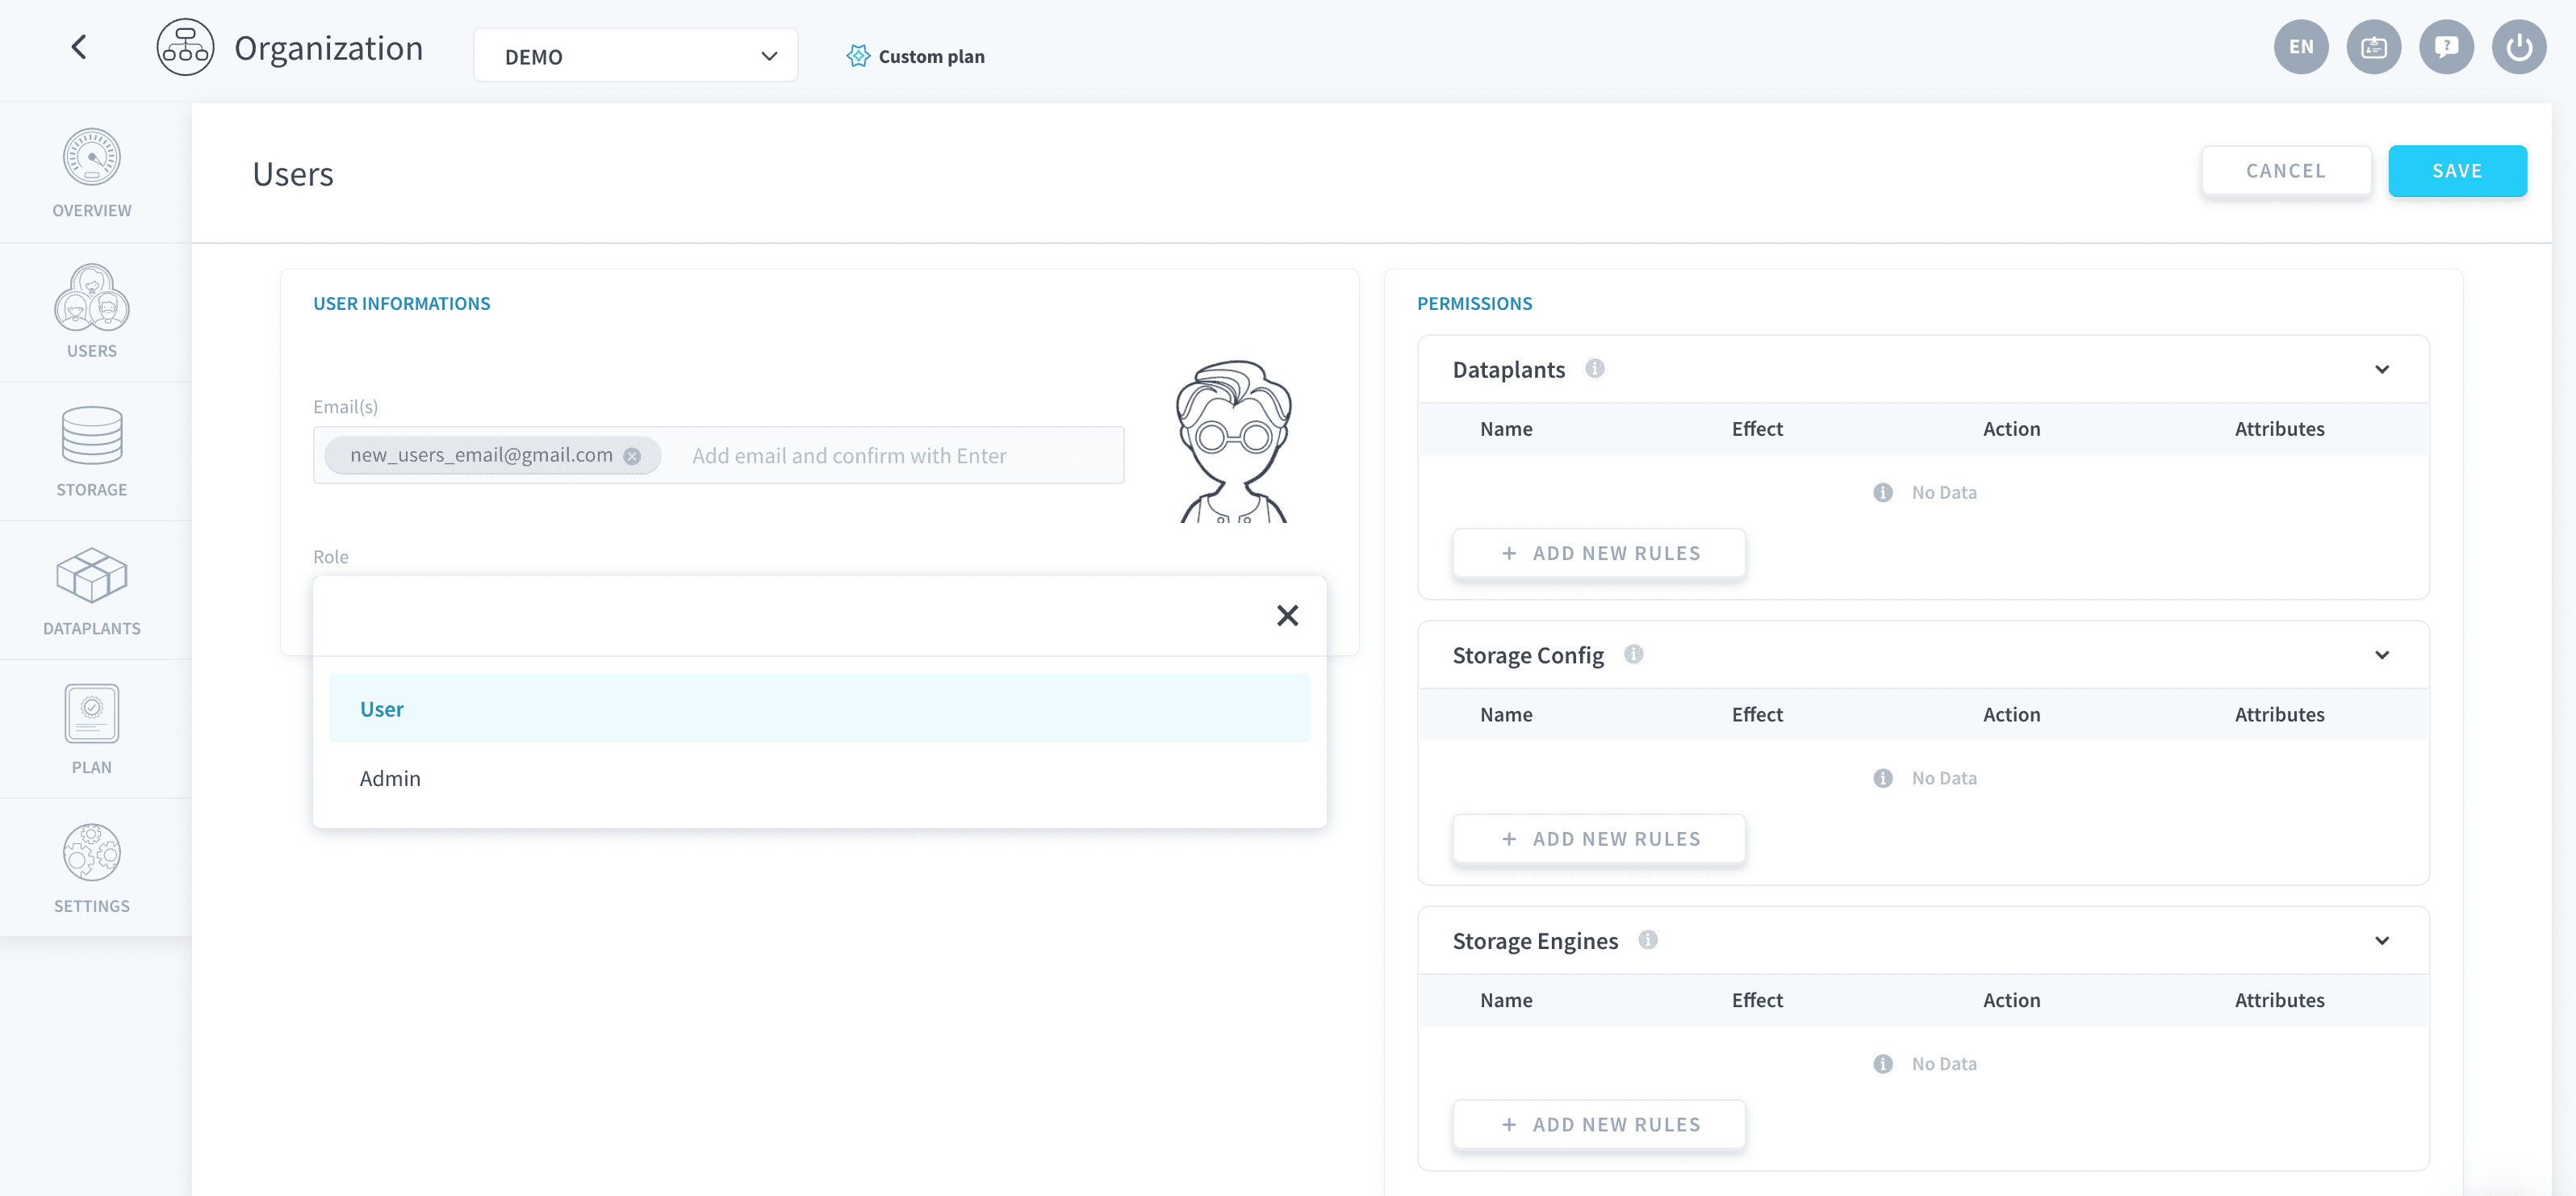 Organization
DEMO
Custom plan
EN
OVERVIEW
USERS
STORAGE
DATAPLANTS
PLAN
SETTINGS
Users
CANCEL
SAVE
USER INFORMATIONS
Email(s)
new_users_email@gmail.com
Add email and confirm with Enter
Role
User
Admin
PERMISSIONS
Dataplants
Name Effect Action Attributes
No Data
+ ADD NEW RULES
Storage Config
Name Effect Action Attributes
No Data
+ ADD NEW RULES
Storage Engines
Name Effect Action Attributes
No Data
+ ADD NEW RULES